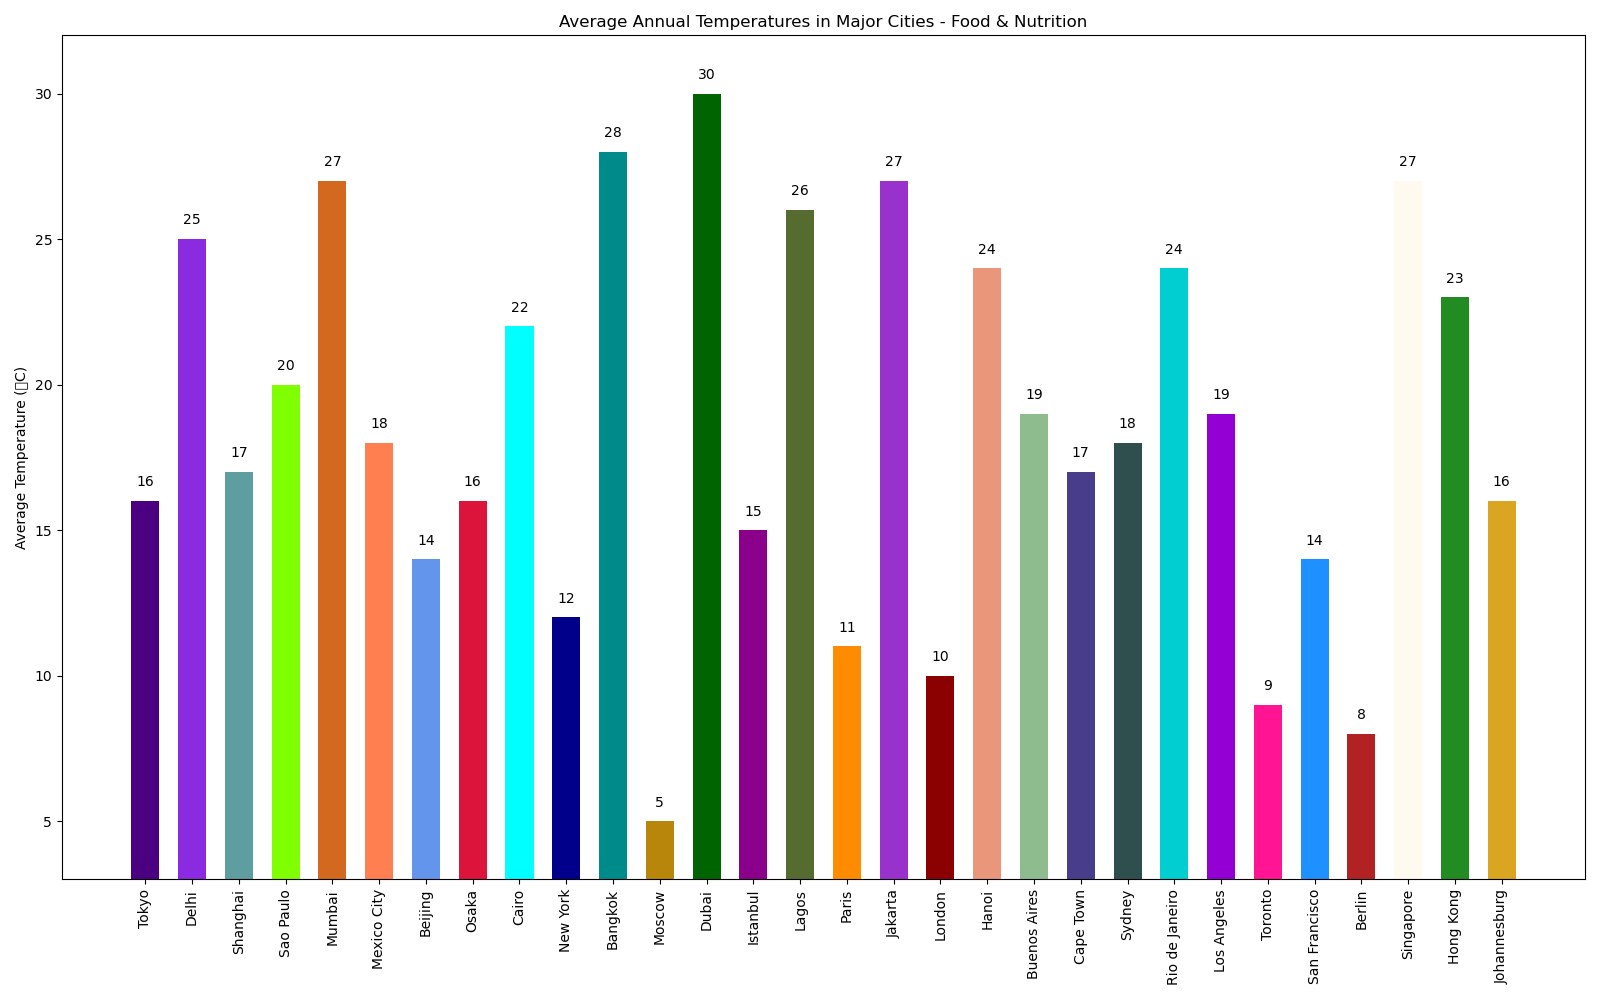 Average Annual Temperatures in Major Cities - Food & Nutrition
Average Temperature (▯C)
30
25
20
15
10
5
16
25
17
20
27
18
14
16
22
12
28
5
30
15
26
11
27
10
24
19
17
18
24
19
9
14
8
27
23
16
Tokyo
Delhi
Shanghai
Sao Paulo
Mumbai
Mexico City
Beijing
Osaka
Cairo
New York
Bangkok
Moscow
Dubai
Istanbul
Lagos
Paris
Jakarta
London
Hanoi
Buenos Aires
Cape Town
Sydney
Rio de Janeiro
Los Angeles
Toronto
San Francisco
Berlin
Singapore
Hong Kong
Johannesburg